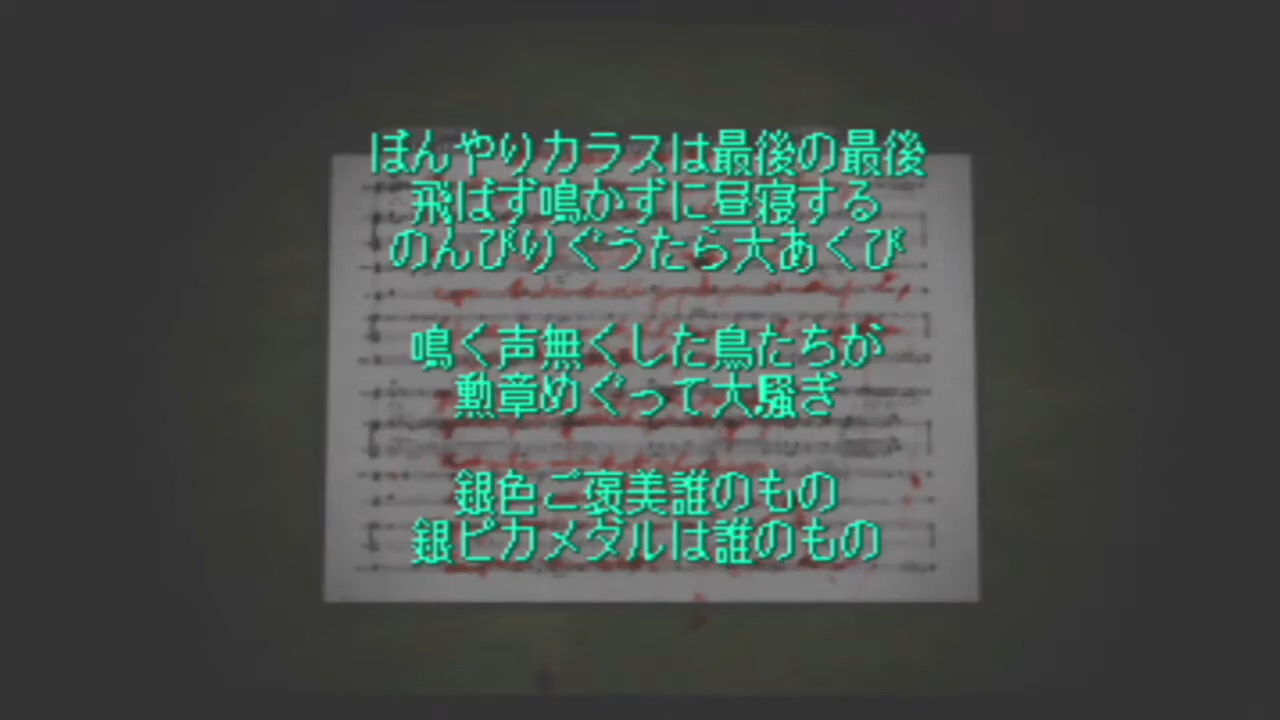 ぼんやりカラスは最後の最後
飛ばず鳴かずに昼寝する
のんびりぐうたら大あくび
鳴く声無くした鳥たちが
勲章めぐって大騒ぎ
銀色ご褒美誰のもの
銀ピカメダルは誰のもの